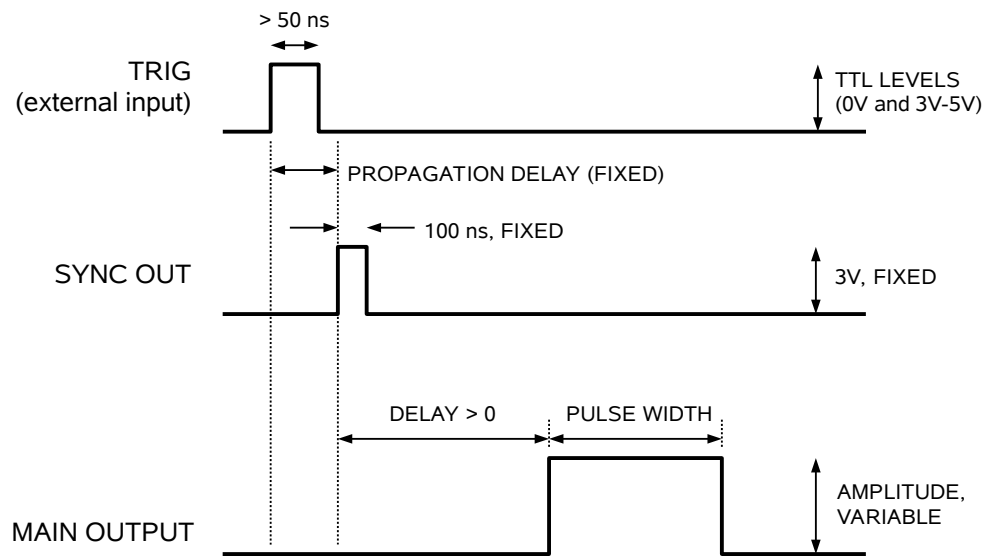 > 50 ns
TRIG
(external input)
TTL LEVELS
(0V and 3V-5V)
PROPAGATION DELAY (FIXED)
100 ns, FIXED
SYNC OUT
3V, FIXED
DELAY > 0
PULSE WIDTH
MAIN OUTPUT
AMPLITUDE,
VARIABLE